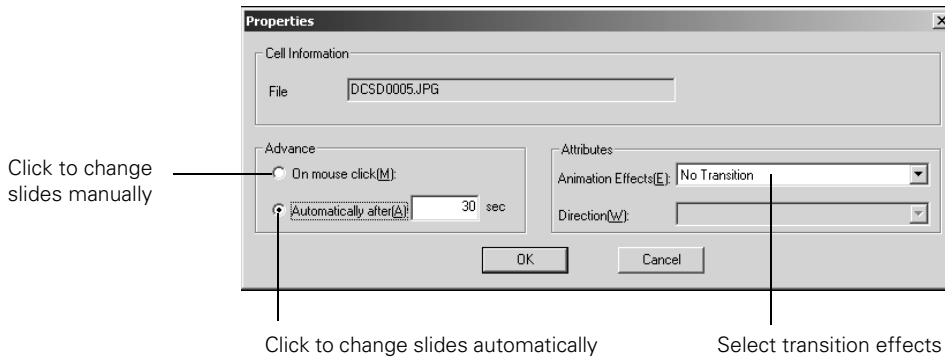 Properties
Cell Information
File DCSD0005.JPG
Advance
On mouse click(M):
Automatically after(A) 30 sec
Attributes
Animation Effects(E): No Transition
Direction(W):
OK Cancel
Click to change
slides manually
Click to change slides automatically
Select transition effects